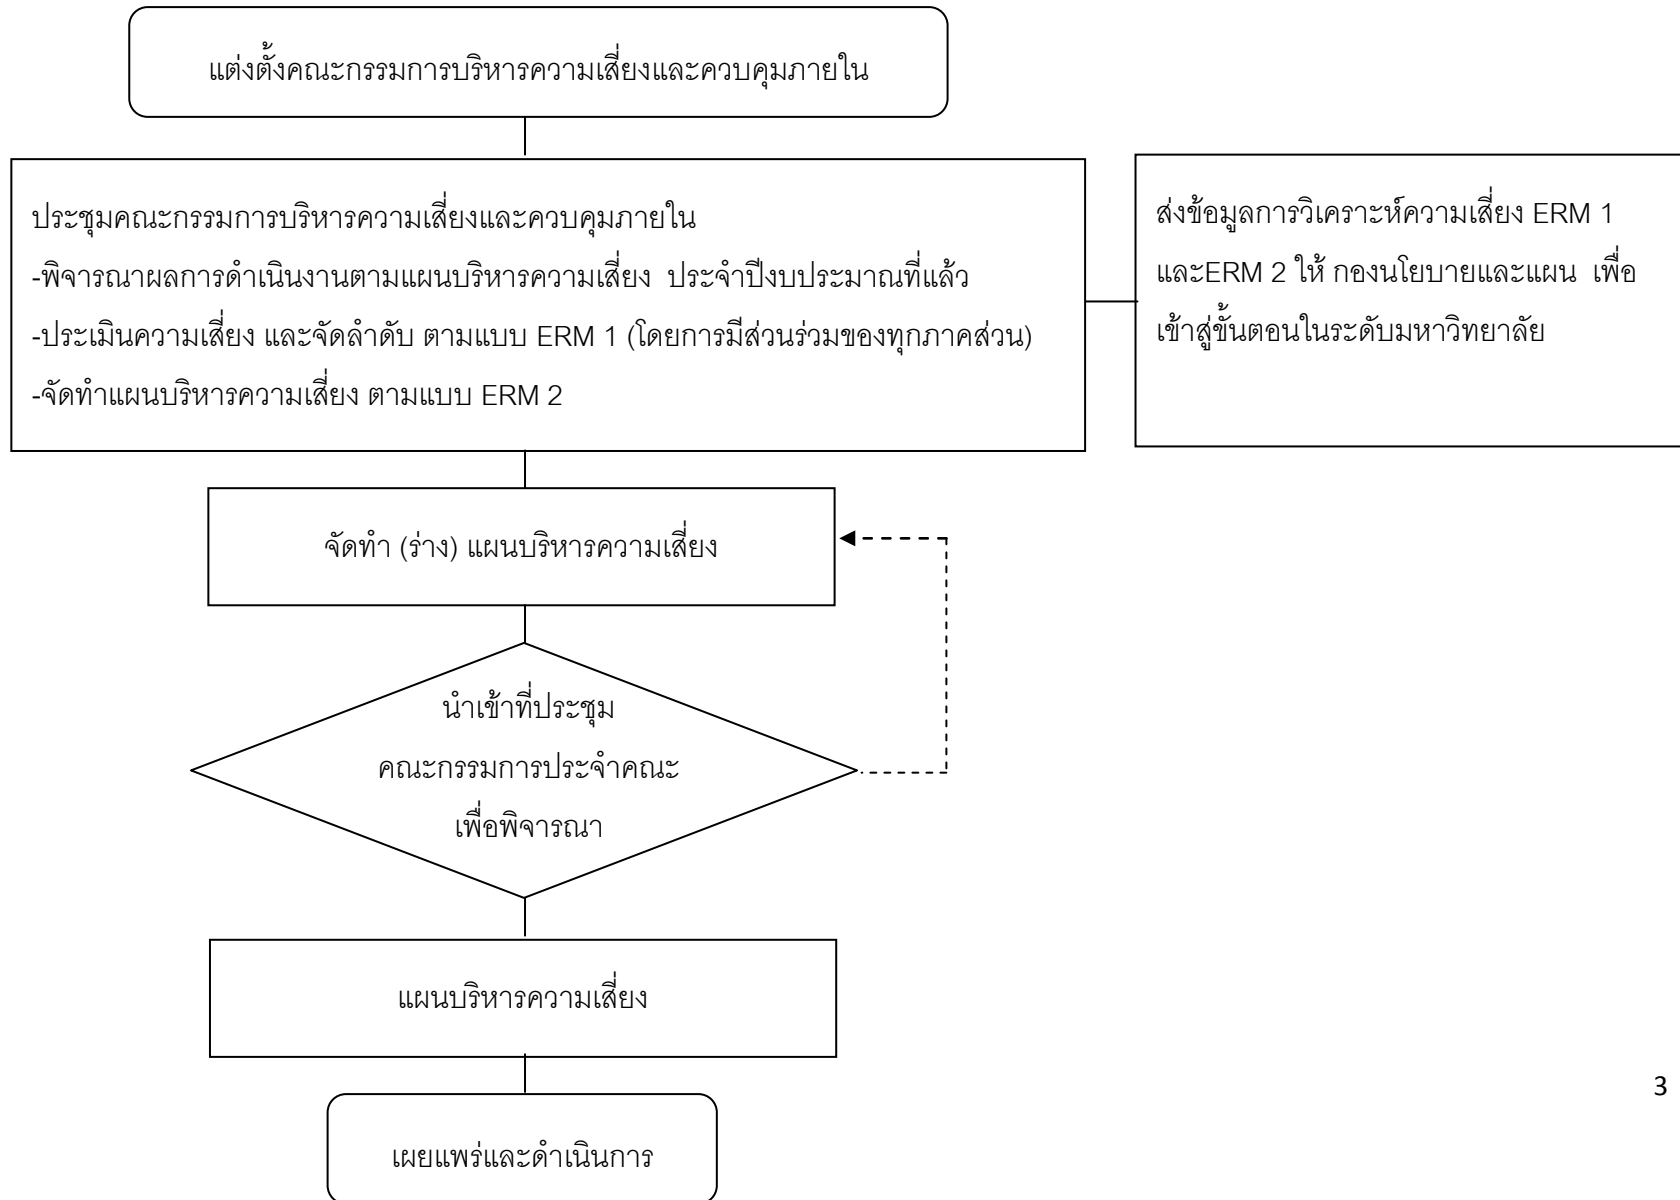 แต่งตั้งคณะกรรมการบริหารความเสี่ยงและควบคุมภายใน
ประชุมคณะกรรมการบริหารความเสี่ยงและควบคุมภายใน
-พิจารณาผลการดำเนินงานตามแผนบริหารความเสี่ยง ประจำปีงบประมาณที่แล้ว
-ประเมินความเสี่ยง และจัดลำดับ ตามแบบ ERM 1 (โดยการมีส่วนร่วมของทุกภาคส่วน)
-จัดทำแผนบริหารความเสี่ยง ตามแบบ ERM 2
ส่งข้อมูลการวิเคราะห์ความเสี่ยง ERM 1
และERM 2 ให้ กองนโยบายและแผน เพื่อ
เข้าสู่ขั้นตอนในระดับมหาวิทยาลัย
จัดทำ (ร่าง) แผนบริหารความเสี่ยง
นำเข้าที่ประชุม
คณะกรรมการประจำคณะ
เพื่อพิจารณา
แผนบริหารความเสี่ยง
3
เผยแพร่และดำเนินการ